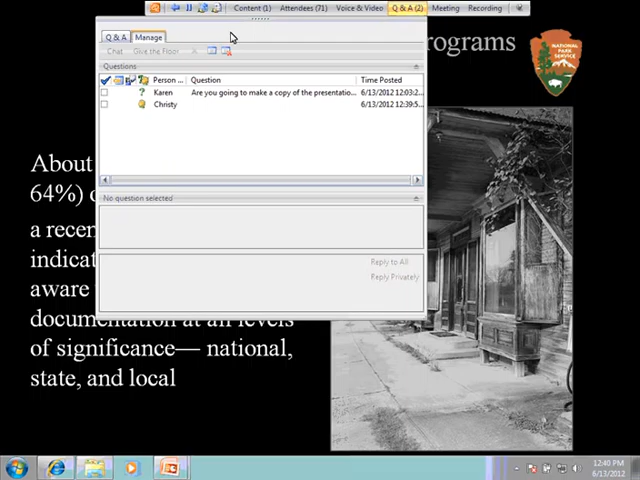 Content (1) Attendees (71) Voice & Video Q & A (2) Meeting Recording
rograms
NATIONAL
PARK
SERVICE
Q & A Manage
Chat Give the Floor
Questions
Person ... Question Time Posted
Karen Are you going to make a copy of the presentatio... 6/13/2012 12:03:2...
Christy 6/13/2012 12:39:5...
No question selected
Reply to All
Reply Privately
About
64%) o
a recen
indicat
aware
documentation at all levels
of significance— national,
state, and local
12:40 PM
6/13/2012